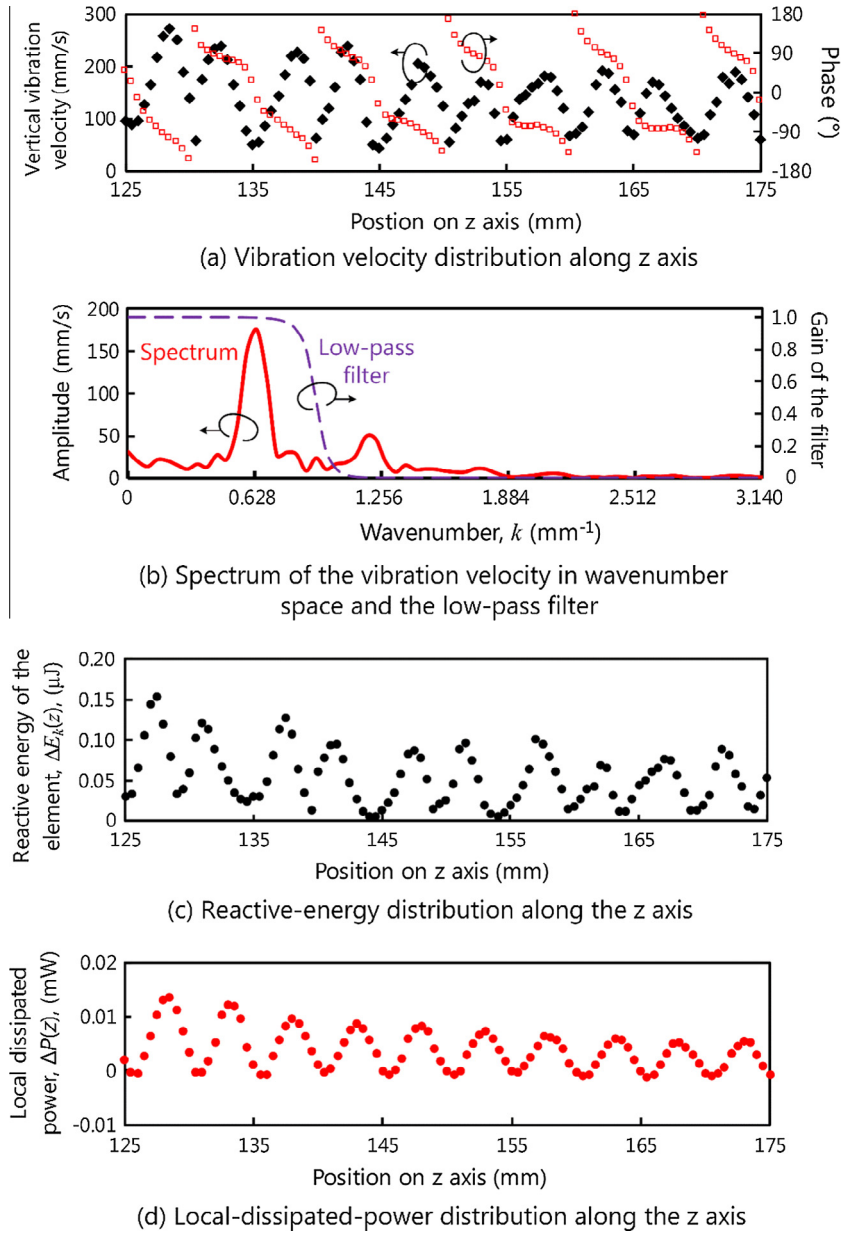 300
200
100
0
Vertical vibration
velocity (mm/s)
180
90
0
-90
-180
Phase (°)
125 135 145 155 165 175
Postion on z axis (mm)
(a) Vibration velocity distribution along z axis
200
150
100
50
0
Amplitude (mm/s)
Spectrum
Low-pass
filter
1.0
0.8
0.6
0.4
0.2
0
Gain of the filter
0 0.628 1.256 1.884 2.512 3.140
Wavenumber, k (mm-1)
(b) Spectrum of the vibration velocity in wavenumber
space and the low-pass filter
0.20
0.15
0.10
0.05
0
Reactive energy of the
element, ΔEk(z), (μJ)
125 135 145 155 165 175
Position on z axis (mm)
(c) Reactive-energy distribution along the z axis
0.02
0.01
0
-0.01
Local dissipated
power, ΔP(z), (mW)
125 135 145 155 165 175
Position on z axis (mm)
(d) Local-dissipated-power distribution along the z axis